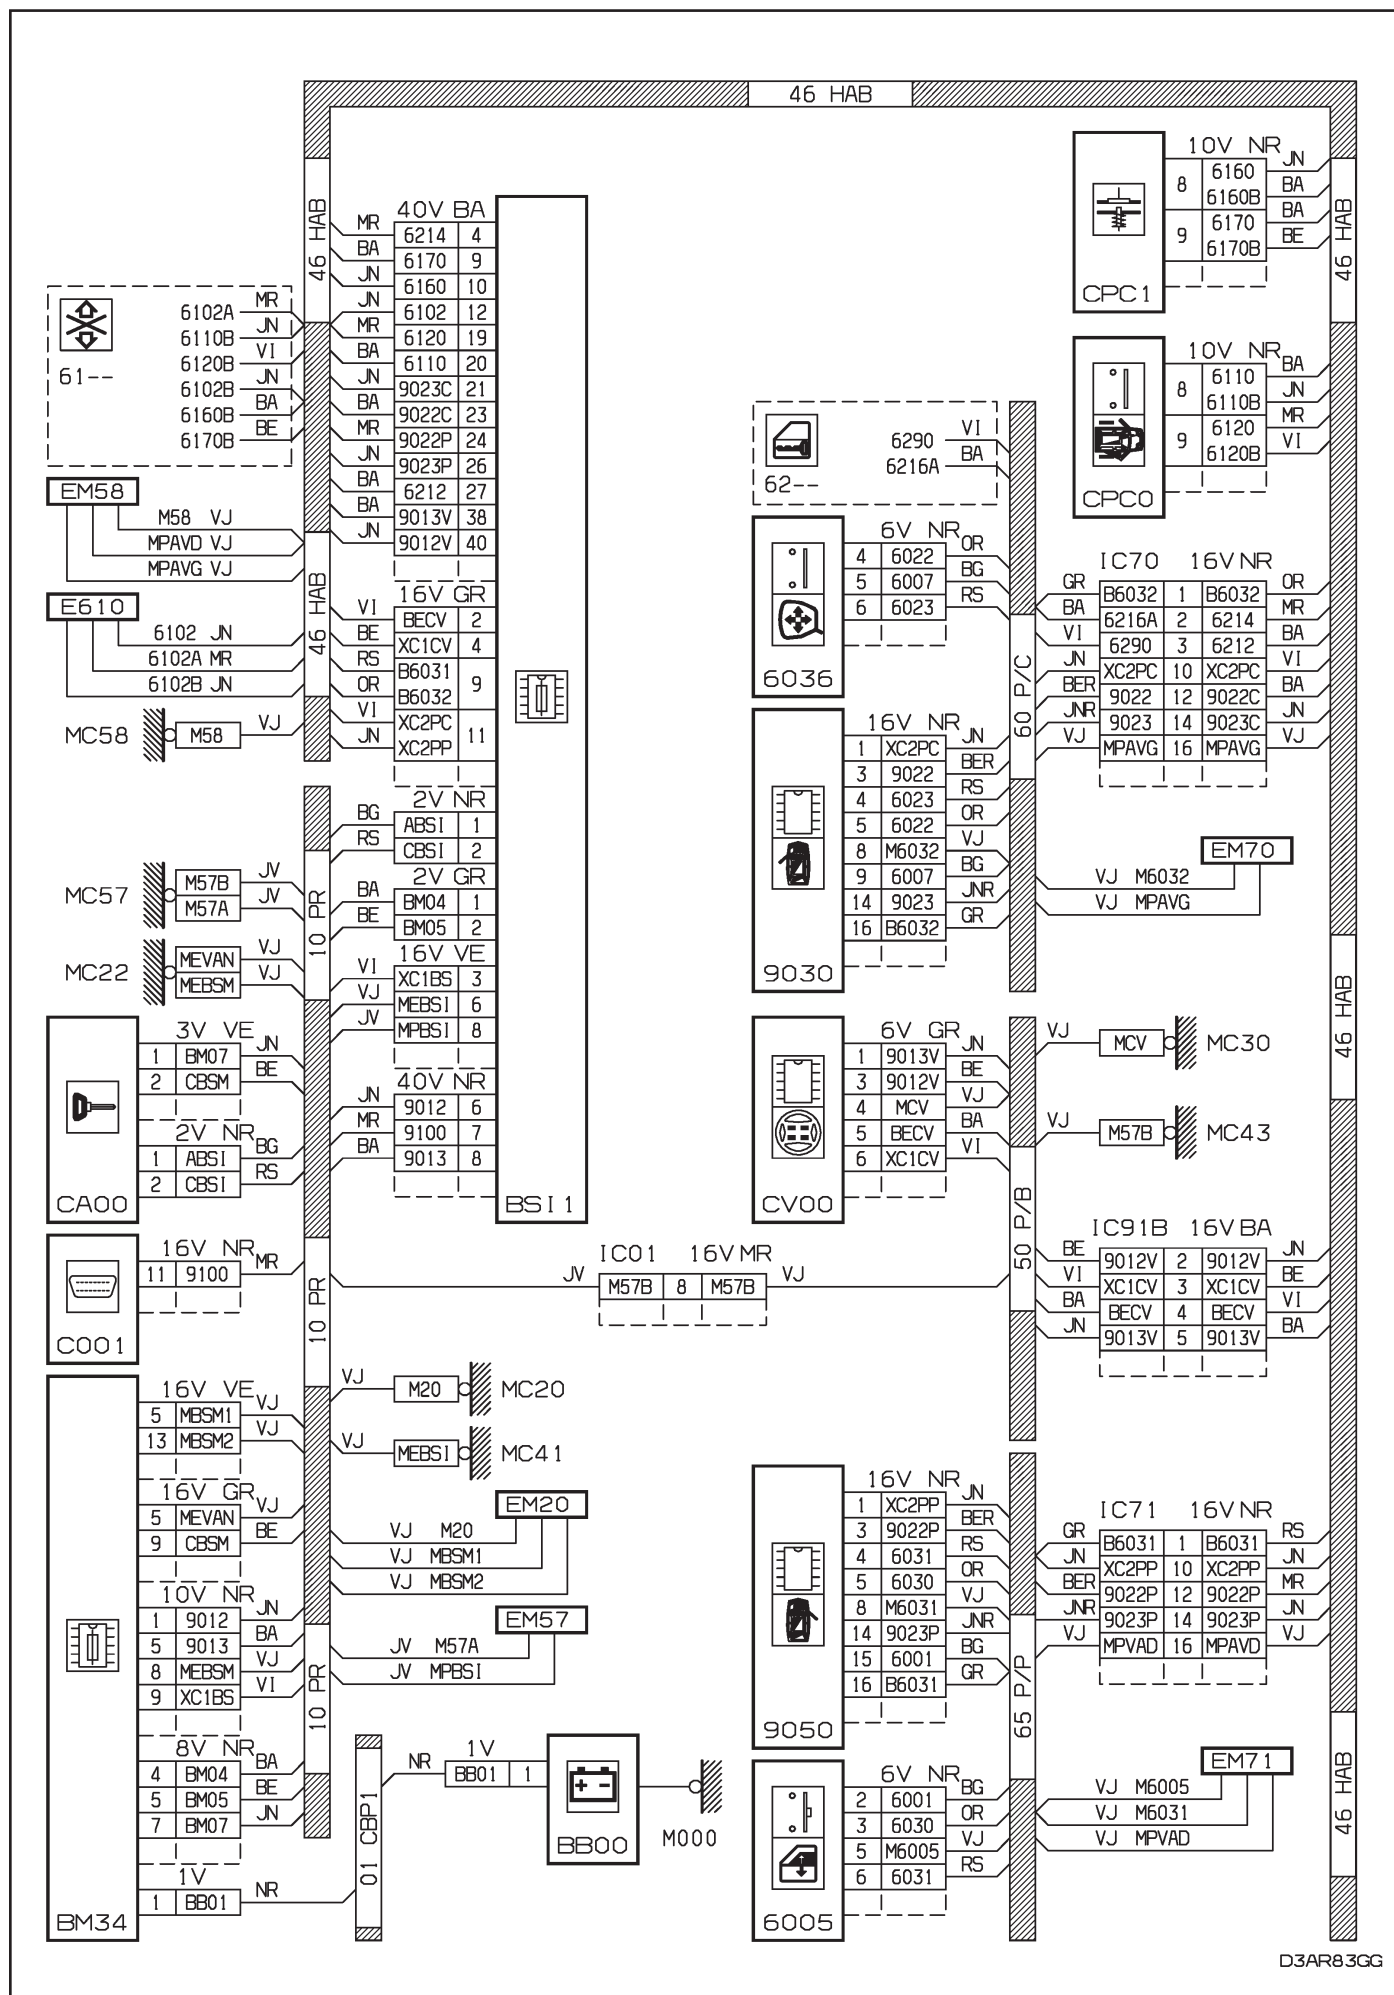 46 HAB
46 HAB
40V BA
MR 6214 4
BA 6170 9
JN 6160 10
JN 6102 12
MR 6120 19
BA 6110 20
JN 9023C 21
BA 9022C 23
MR 9022P 24
JN 9023P 26
BA 6212 27
BA 9013V 38
JN 9012V 40
16V GR
VI BECV 2
BE XC1CV 4
RS B6031
9
OR B6032
VI XC2PC
11
JN XC2PP
2V NR
BG ABSI 1
RS CBSI 2
2V GR
BA BM04 1
BE BM05 2
16V VE
VI XC1BS 3
VJ MEBSI 6
JV MPBSI 8
40V NR
JN 9012 6
MR 9100 7
BA 9013 8
BSI1
6102A MR
6110B JN
6120B VI
6102B JN
6160B BA
6170B BE
61--
EM58
M58 VJ
MPAVD VJ
MPAVG VJ
E610
6102 JN
6102A MR
6102B JN
46 HAB
MC58 M58 VJ
MC57
M57B JV
M57A JV
MC22
MEVAN VJ
MEBSM VJ
10 PR
3V VE
1 BM07 JN
2 CBSM BE
2V NR
1 ABSI BG
2 CBSI RS
CA00
16V NR
11 9100 MR
C001
10 PR
16V VE
5 MBSM1 VJ
13 MBSM2 VJ
16V GR
5 MEVAN VJ
9 CBSM BE
10V NR
1 9012 JN
5 9013 BA
8 MEBSM VJ
9 XC1BS VI
8V NR
4 BM04 BA
5 BM05 BE
7 BM07 JN
1V
1 BB01 NR
BM34
10 PR
IC01 16V MR
JV M57B 8 M57B VJ
VJ M20 MC20
VJ MEBSI MC41
EM20
VJ M20
VJ MBSM1
VJ MBSM2
EM57
JV M57A
JV MPBSI
01 CBP1
1V
NR BB01 1
BB00
M000
10V NR
8 6160 JN
6160B BA
9 6170 BA
6170B BE
CPC1
46 HAB
10V NR
8 6110 BA
6110B JN
9 6120 MR
6120B VI
CPC0
6290 VI
6216A BA
62--
6V NR
4 6022 OR
5 6007 BG
6 6023 RS
6036
16V NR
1 XC2PC JN
3 9022 BER
4 6023 RS
5 6022 OR
8 M6032 VJ
9 6007 BG
14 9023 JNR
16 B6032 GR
9030
60 P/C
IC70 16V NR
GR B6032 1 B6032 OR
BA 6216A 2 6214 MR
VI 6290 3 6212 BA
JN XC2PC 10 XC2PC VI
BER 9022 12 9022C BA
JNR 9023 14 9023C JN
VJ MPAVG 16 MPAVG VJ
EM70
VJ M6032
VJ MPAVG
46 HAB
6V GR
1 9013V JN
3 9012V BE
4 MCV VJ
5 BECV BA
6 XC1CV VI
CV00
50 P/B
VJ MCV MC30
VJ M57B MC43
IC91B 16V BA
BE 9012V 2 9012V JN
VI XC1CV 3 XC1CV BE
BA BECV 4 BECV VI
JN 9013V 5 9013V BA
16V NR
1 XC2PP JN
3 9022P BER
4 6031 RS
5 6030 OR
8 M6031 VJ
14 9023P JNR
15 6001 BG
16 B6031 GR
9050
65 P/P
IC71 16V NR
GR B6031 1 B6031 RS
JN XC2PP 10 XC2PP JN
BER 9022P 12 9022P MR
JNR 9023P 14 9023P JN
VJ MPVAD 16 MPAVD VJ
6V NR
2 6001 BG
3 6030 OR
5 M6005 VJ
6 6031 RS
6005
EM71
VJ M6005
VJ M6031
VJ MPVAD
46 HAB
D3AR83GG